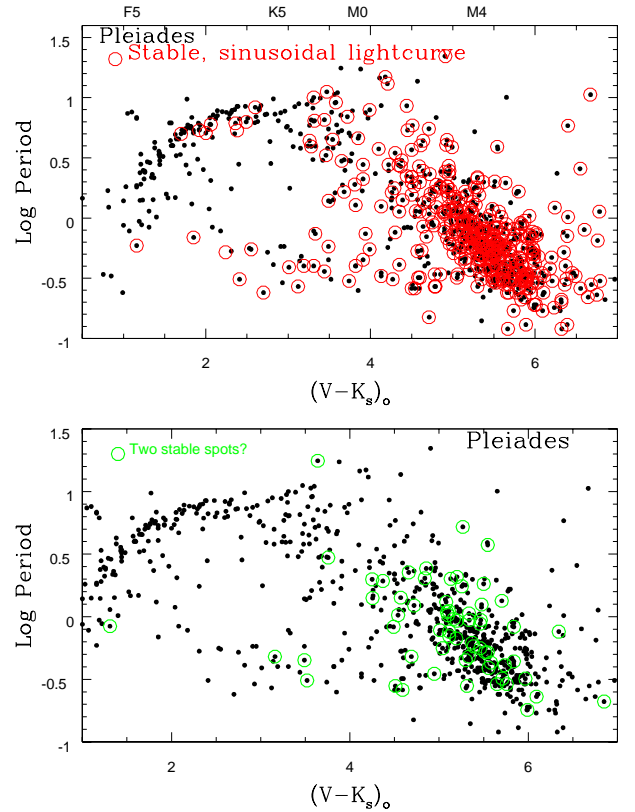 F5 K5 M0 M4
Pleiades
Stable, sinusoidal lightcurve
1.5
1
0.5
0
-0.5
-1
Log Period
2 4 6
(V-Ks)o
Two stable spots?
Pleiades
1.5
1
0.5
0
-0.5
-1
Log Period
2 4 6
(V-Ks)o